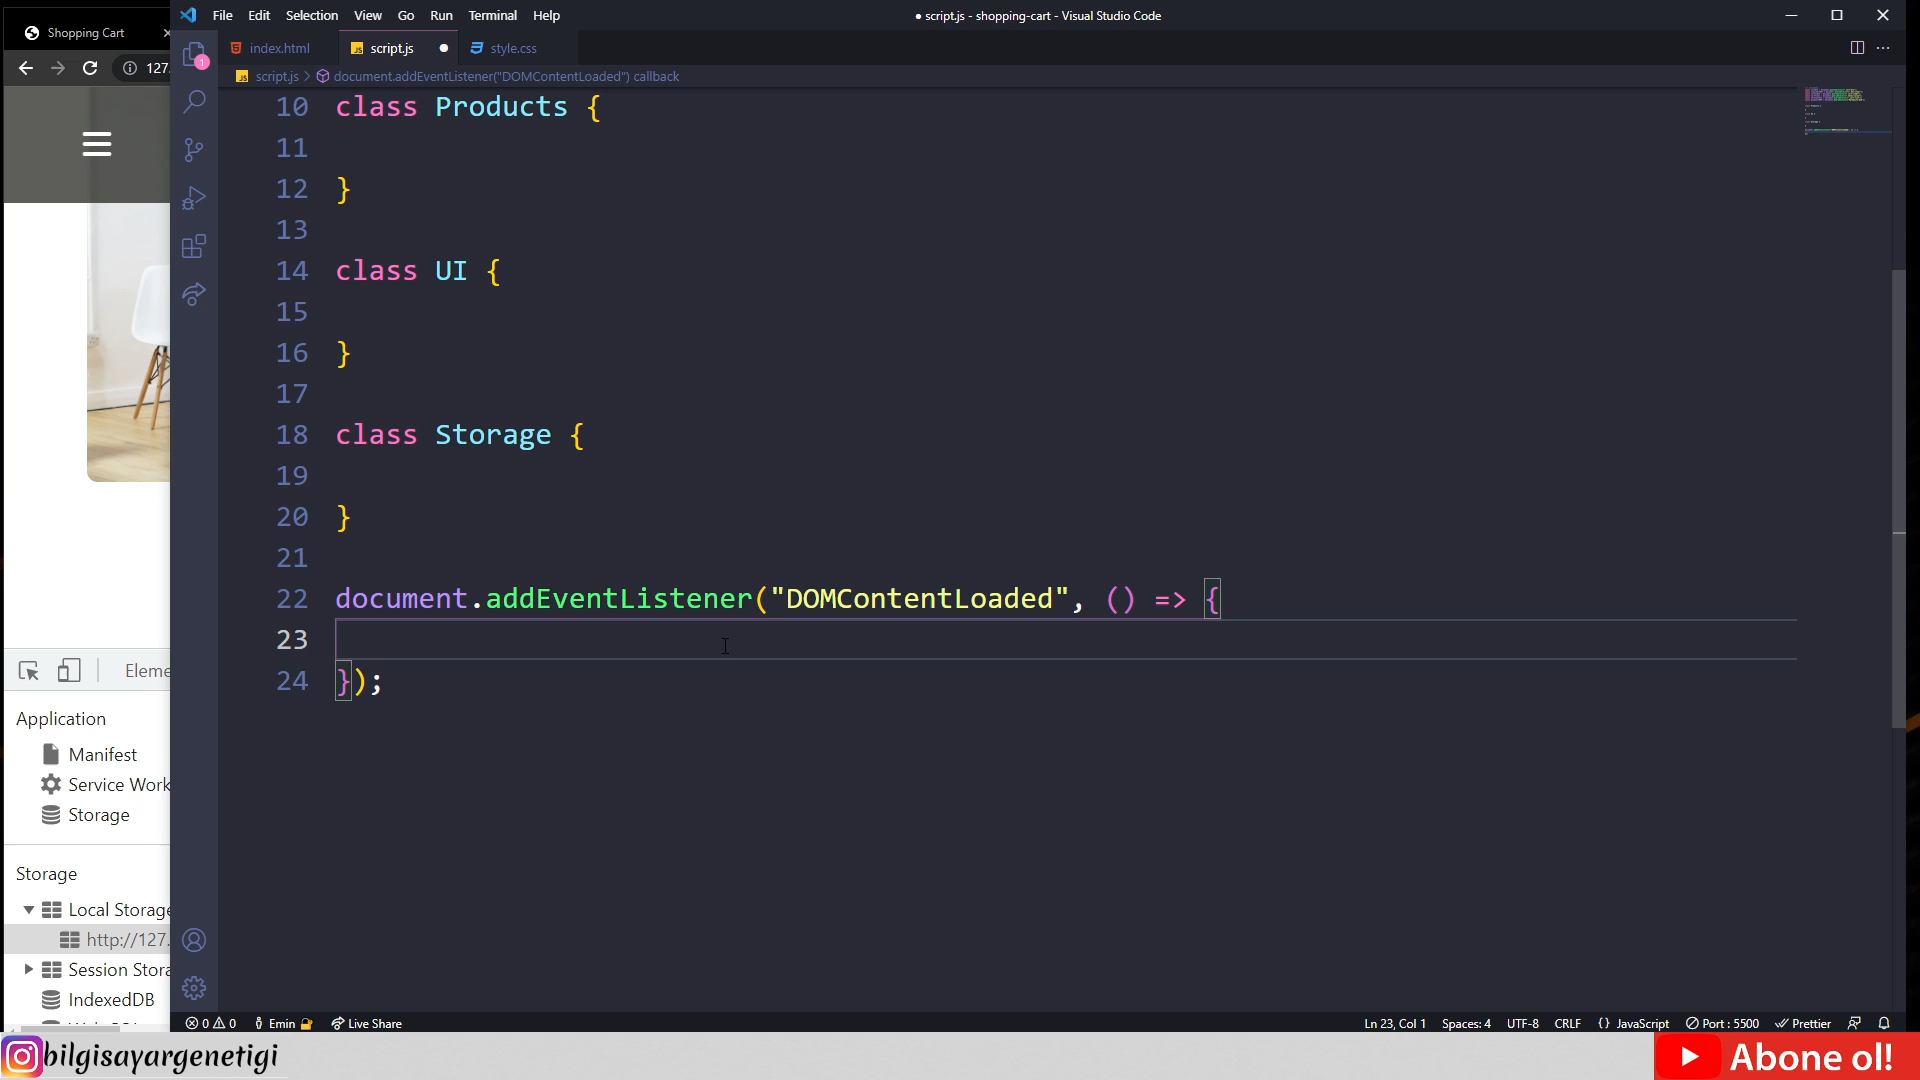 Shopping Cart
File Edit Selection View Go Run Terminal Help
● script.js - shopping-cart - Visual Studio Code
127.
index.html
script.js
style.css
script.js > document.addEventListener("DOMContentLoaded") callback
1
10 class Products {
11
12 }
13
14 class UI {
15
16 }
17
18 class Storage {
19
20 }
21
22 document.addEventListener("DOMContentLoaded", () => {
23
24 });
Eleme
Application
Manifest
Service Work
Storage
Storage
Local Storage
http://127.
Session Stora
IndexedDB
0 0 Emin Live Share
Ln 23, Col 1 Spaces: 4 UTF-8 CRLF {} JavaScript Port : 5500 Prettier
bilgisayargenetigi
Abone ol!